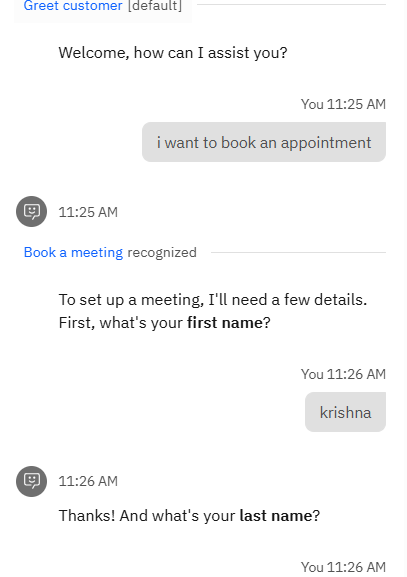 Greet customer [default]
Welcome, how can I assist you?
You 11:25 AM
i want to book an appointment
11:25 AM
Book a meeting recognized
To set up a meeting, I'll need a few details.
First, what's your first name?
You 11:26 AM
krishna
11:26 AM
Thanks! And what's your last name?
You 11:26 AM